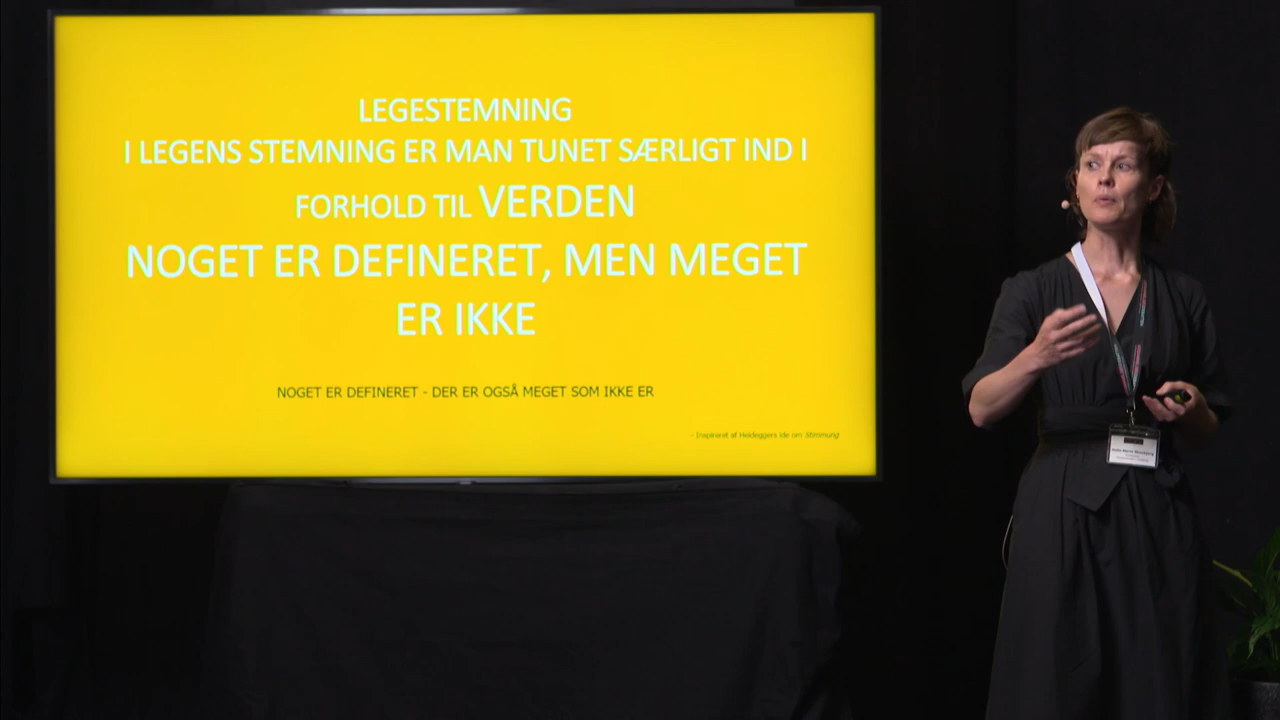 LEGESTEMNING
I LEGENS STEMNING ER MAN TUNET SÆRLIGT IND I
FORHOLD TIL VERDEN
NOGET ER DEFINERET, MEN MEGET
ER IKKE
NOGET ER DEFINERET - DER ER OGSÅ MEGET SOM IKKE ER
- Inspireret af Heideggers ide om Stimmung